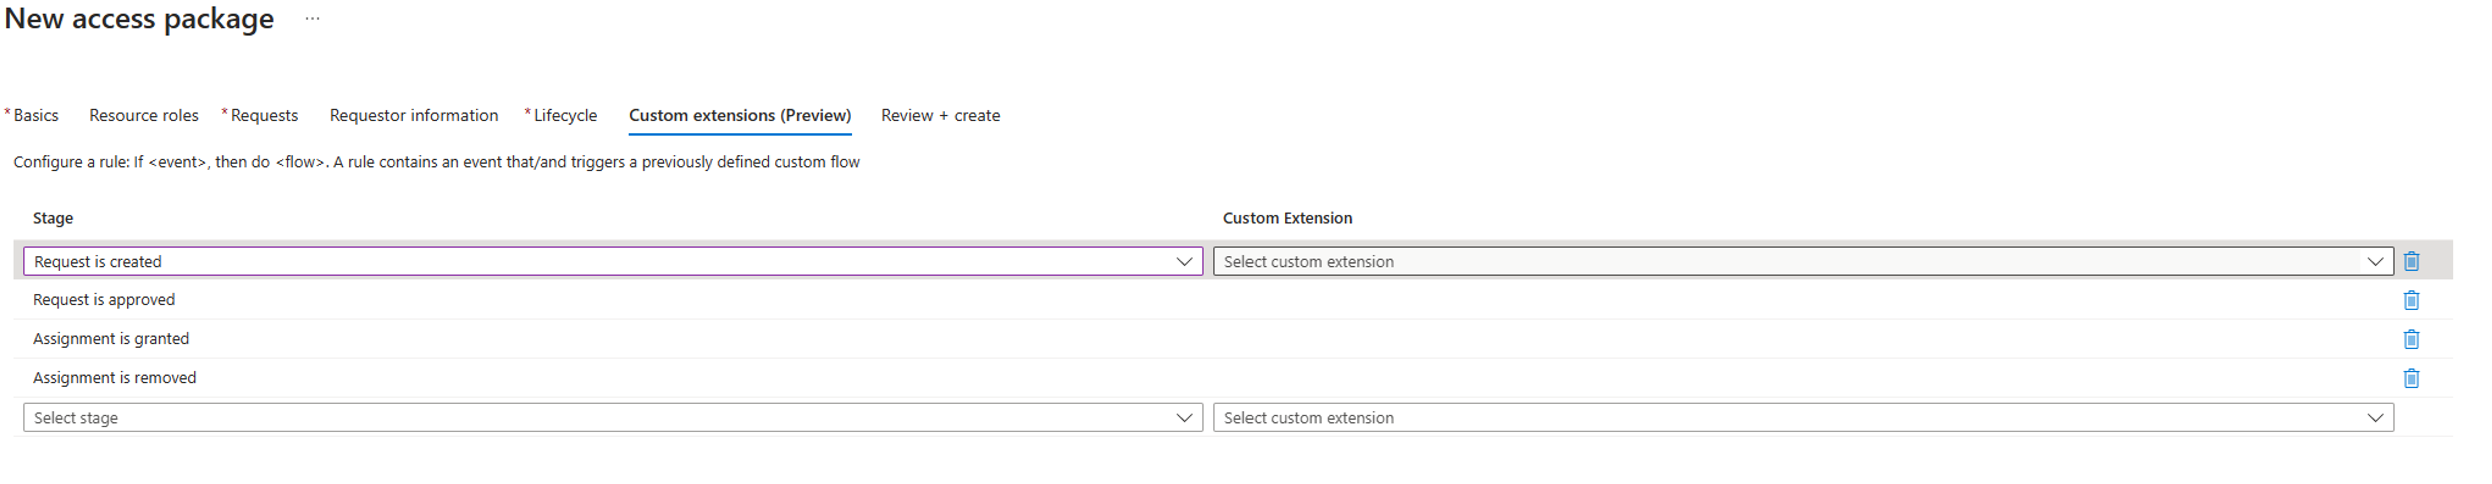 New access package ...
* Basics Resource roles * Requests Requestor information * Lifecycle Custom extensions (Preview) Review + create
Configure a rule: If <event>, then do <flow>. A rule contains an event that/and triggers a previously defined custom flow
Stage Custom Extension
Request is created Select custom extension
Request is approved
Assignment is granted
Assignment is removed
Select stage Select custom extension